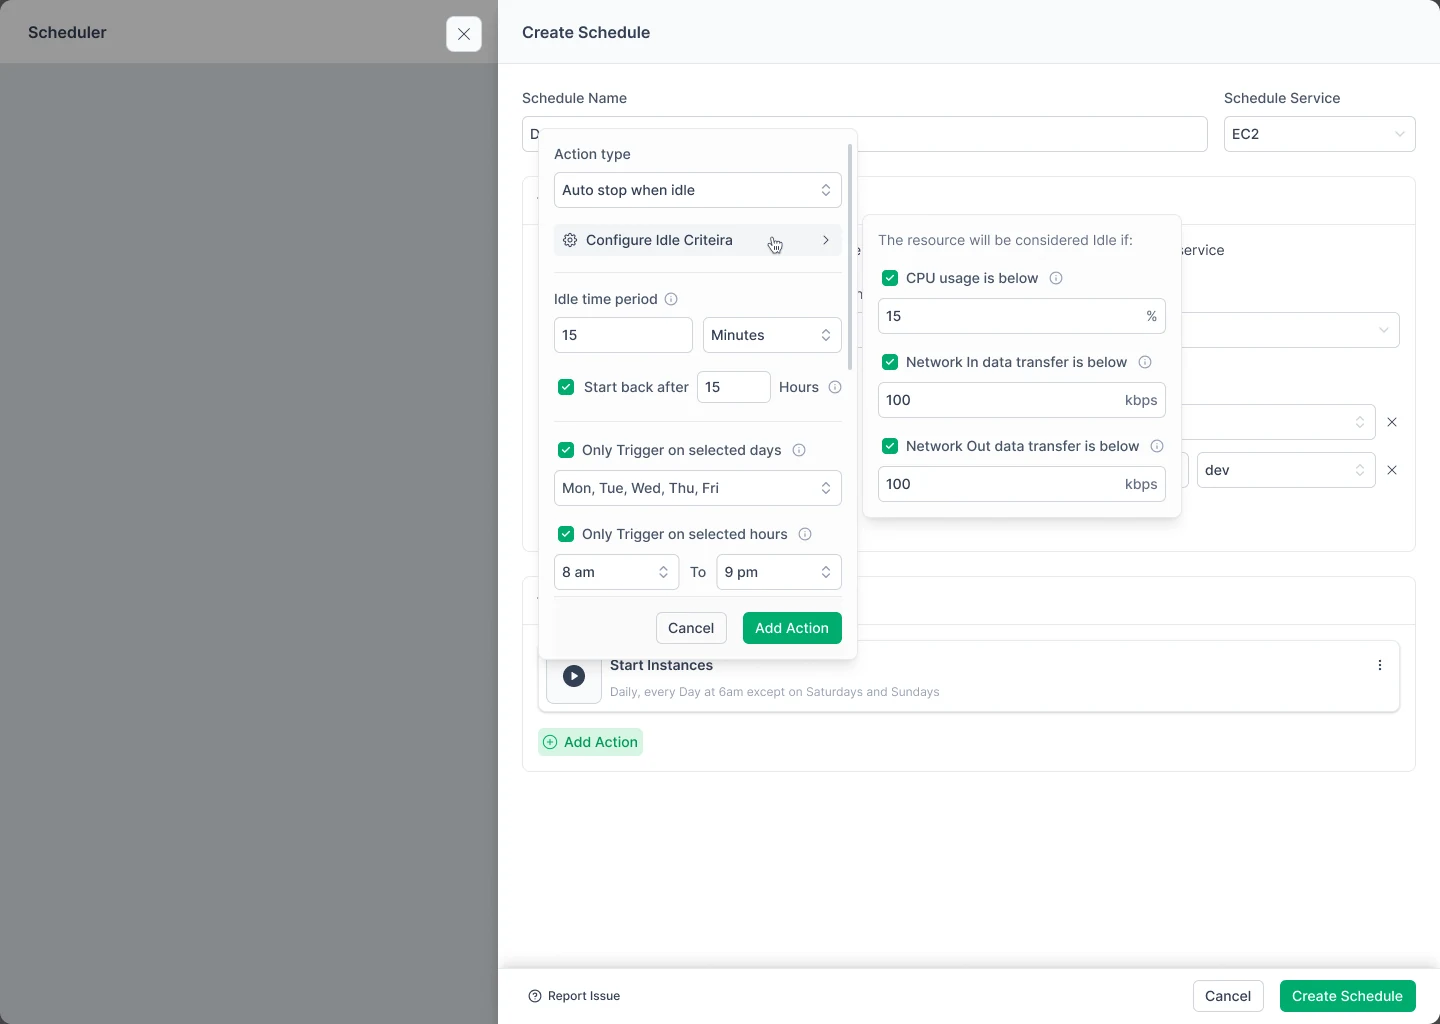 Scheduler
Create Schedule
Schedule Name
Schedule Service
D
EC2
Action type
Auto stop when idle
Configure Idle Criteira
The resource will be considered Idle if:
service
CPU usage is below
15 %
Idle time period
15
Minutes
Network In data transfer is below
100 kbps
Start back after 15 Hours
Network Out data transfer is below
100 kbps
Only Trigger on selected days
Mon, Tue, Wed, Thu, Fri
dev
Only Trigger on selected hours
8 am To 9 pm
Cancel
Add Action
Start Instances
Daily, every Day at 6am except on Saturdays and Sundays
Add Action
Report Issue
Cancel
Create Schedule